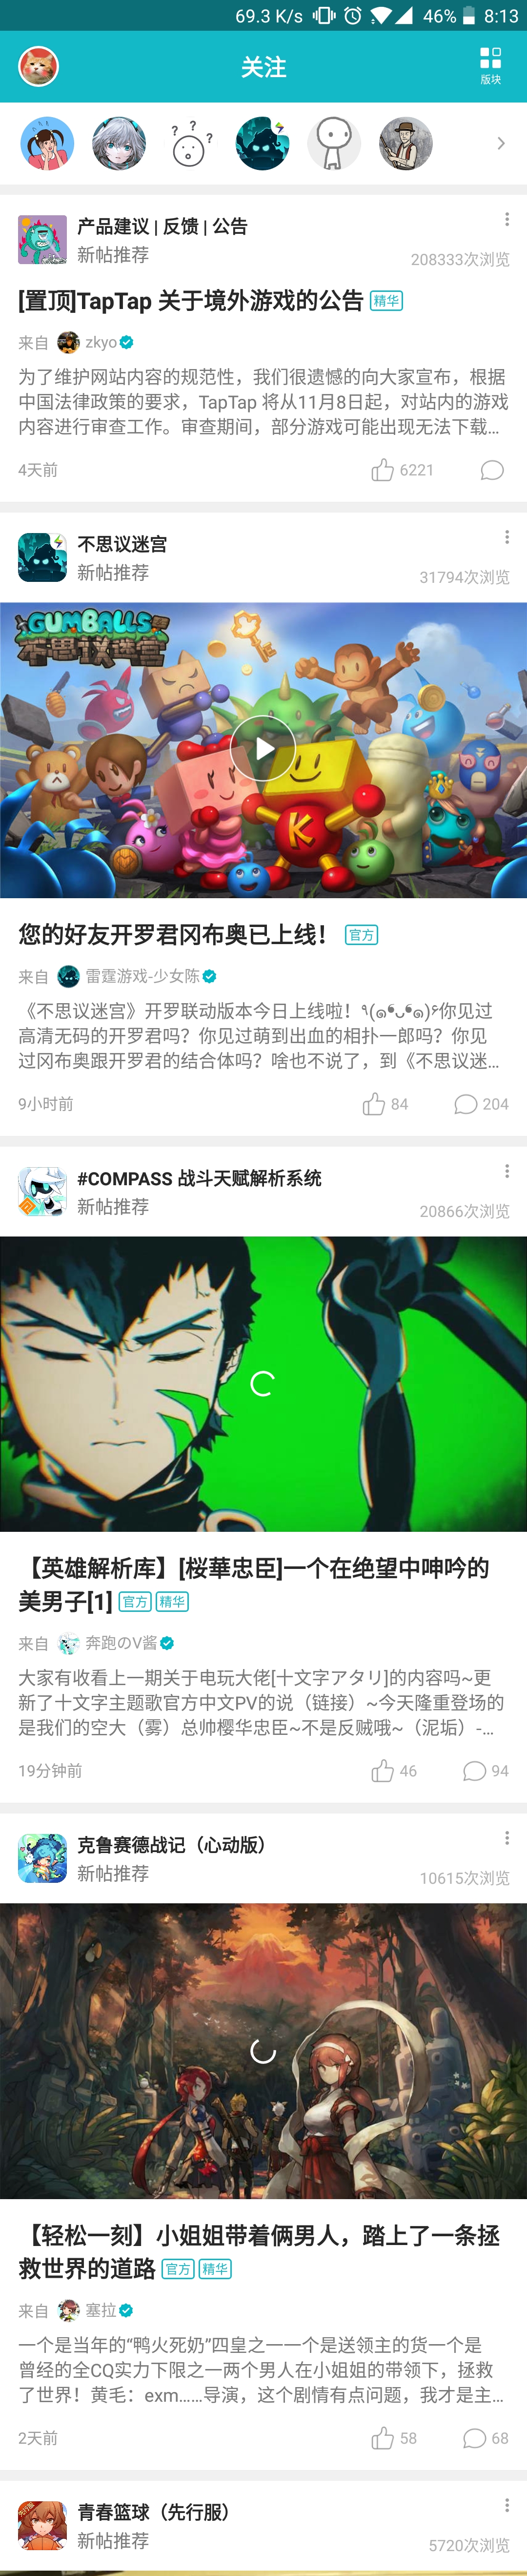 69.3 K/s 46% 8:13
关注
版块
产品建议 | 反馈 | 公告
新帖推荐
208333次浏览
[置顶]TapTap 关于境外游戏的公告 精华
来自 zkyo
为了维护网站内容的规范性，我们很遗憾的向大家宣布，根据
中国法律政策的要求，TapTap 将从11月8日起，对站内的游戏
内容进行审查工作。审查期间，部分游戏可能出现无法下载...
4天前 6221
不思议迷宫
新帖推荐
31794次浏览
GUMBALLS
不思议迷宫
K
您的好友开罗君冈布奥已上线！ 官方
来自 雷霆游戏-少女陈
《不思议迷宫》开罗联动版本今日上线啦！٩(๑❛ᴗ❛๑)۶你见过
高清无码的开罗君吗？你见过萌到出血的相扑一郎吗？你见
过冈布奥跟开罗君的结合体吗？啥也不说了，到《不思议迷...
9小时前 84 204
#COMPASS 战斗天赋解析系统
新帖推荐
20866次浏览
【英雄解析库】[桜華忠臣]一个在绝望中呻吟的
美男子[1] 官方 精华
来自 奔跑のV酱
大家有收看上一期关于电玩大佬[十文字アタリ]的内容吗~更
新了十文字主题歌官方中文PV的说（链接）~今天隆重登场的
是我们的空大（雾）总帅樱华忠臣~不是反贼哦~（泥垢）-...
19分钟前 46 94
克鲁赛德战记（心动版）
新帖推荐
10615次浏览
【轻松一刻】小姐姐带着俩男人，踏上了一条拯
救世界的道路 官方 精华
来自 塞拉
一个是当年的“鸭火死奶”四皇之一一个是送领主的货一个是
曾经的全CQ实力下限之一两个男人在小姐姐的带领下，拯救
了世界！黄毛：exm......导演，这个剧情有点问题，我才是主...
2天前 58 68
青春篮球（先行服）
新帖推荐
5720次浏览